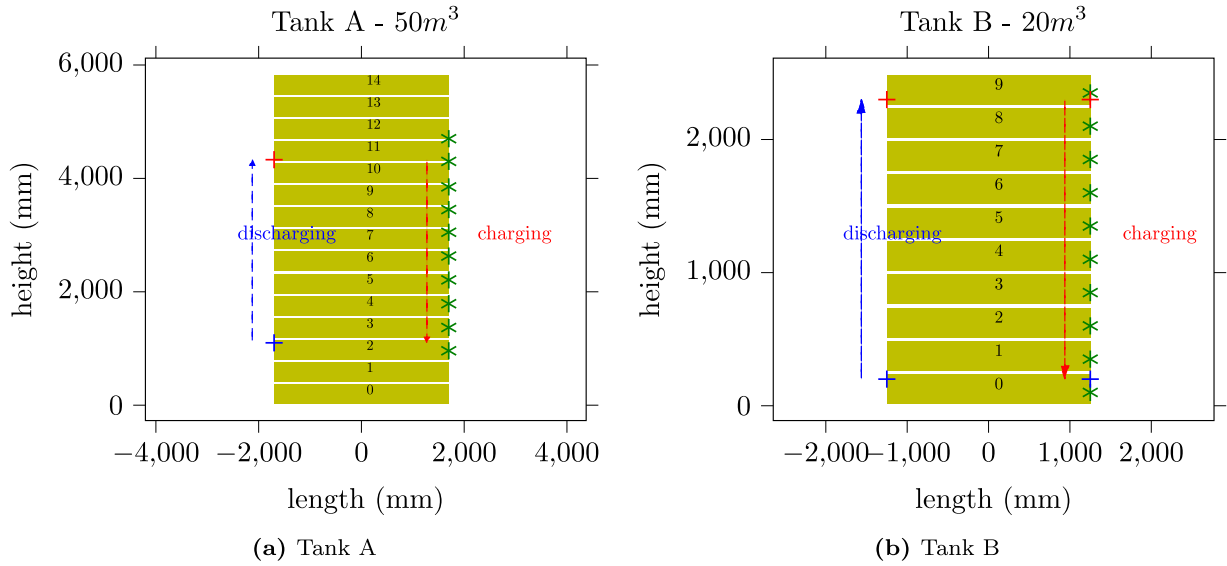 Tank A - 50m³
6,000
4,000
2,000
0
height (mm)
14
13
12
11
10
9
8
7
6
5
4
3
2
1
0
discharging
charging
−4,000 −2,000 0 2,000 4,000
length (mm)
(a) Tank A
Tank B - 20m³
2,000
1,000
0
height (mm)
9
8
7
6
5
4
3
2
1
0
discharging
charging
−2,000 −1,000 0 1,000 2,000
length (mm)
(b) Tank B